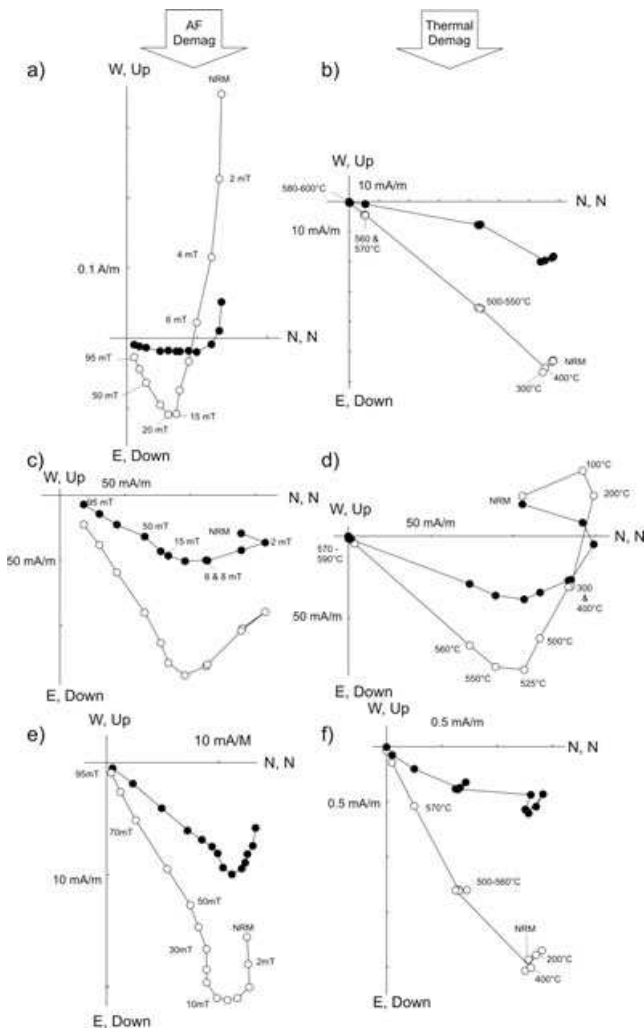 AF
Demag
Thermal
Demag
a)
W, Up
NRM
2 mT
4 mT
0.1 A/m
6 mT
N, N
95 mT
50 mT
20 mT
15 mT
E, Down
b)
W, Up
580-600°C
10 mA/m
N, N
10 mA/m
560 &
570°C
500-550°C
NRM
400°C
300°C
E, Down
c)
W, Up
50 mA/m
N, N
95 mT
50 mT
15 mT
NRM
2 mT
6 & 8 mT
50 mA/m
E, Down
d)
100°C
200°C
NRM
W, Up
50 mA/m
N, N
570 -
590°C
300
&
400°C
50 mA/m
500°C
560°C
550°C
525°C
E, Down
e)
W, Up
10 mA/M
N, N
95mT
70mT
10 mA/m
50mT
NRM
30mT
2mT
10mT
E, Down
f)
W, Up
0.5 mA/m
N, N
0.5 mA/m
570°C
500-560°C
NRM
200°C
400°C
E, Down